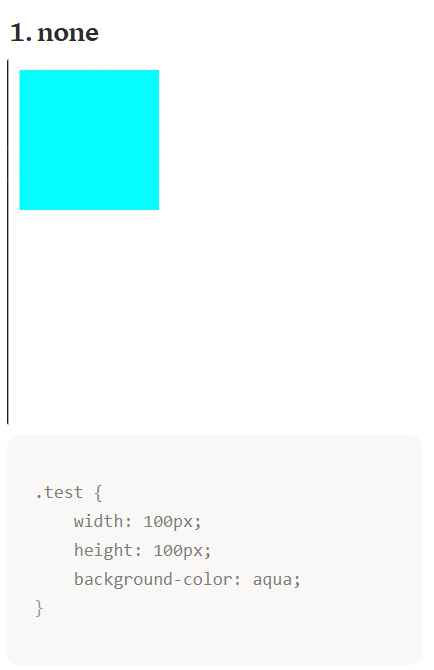 1. none
.test {
    width: 100px;
    height: 100px;
    background-color: aqua;
}